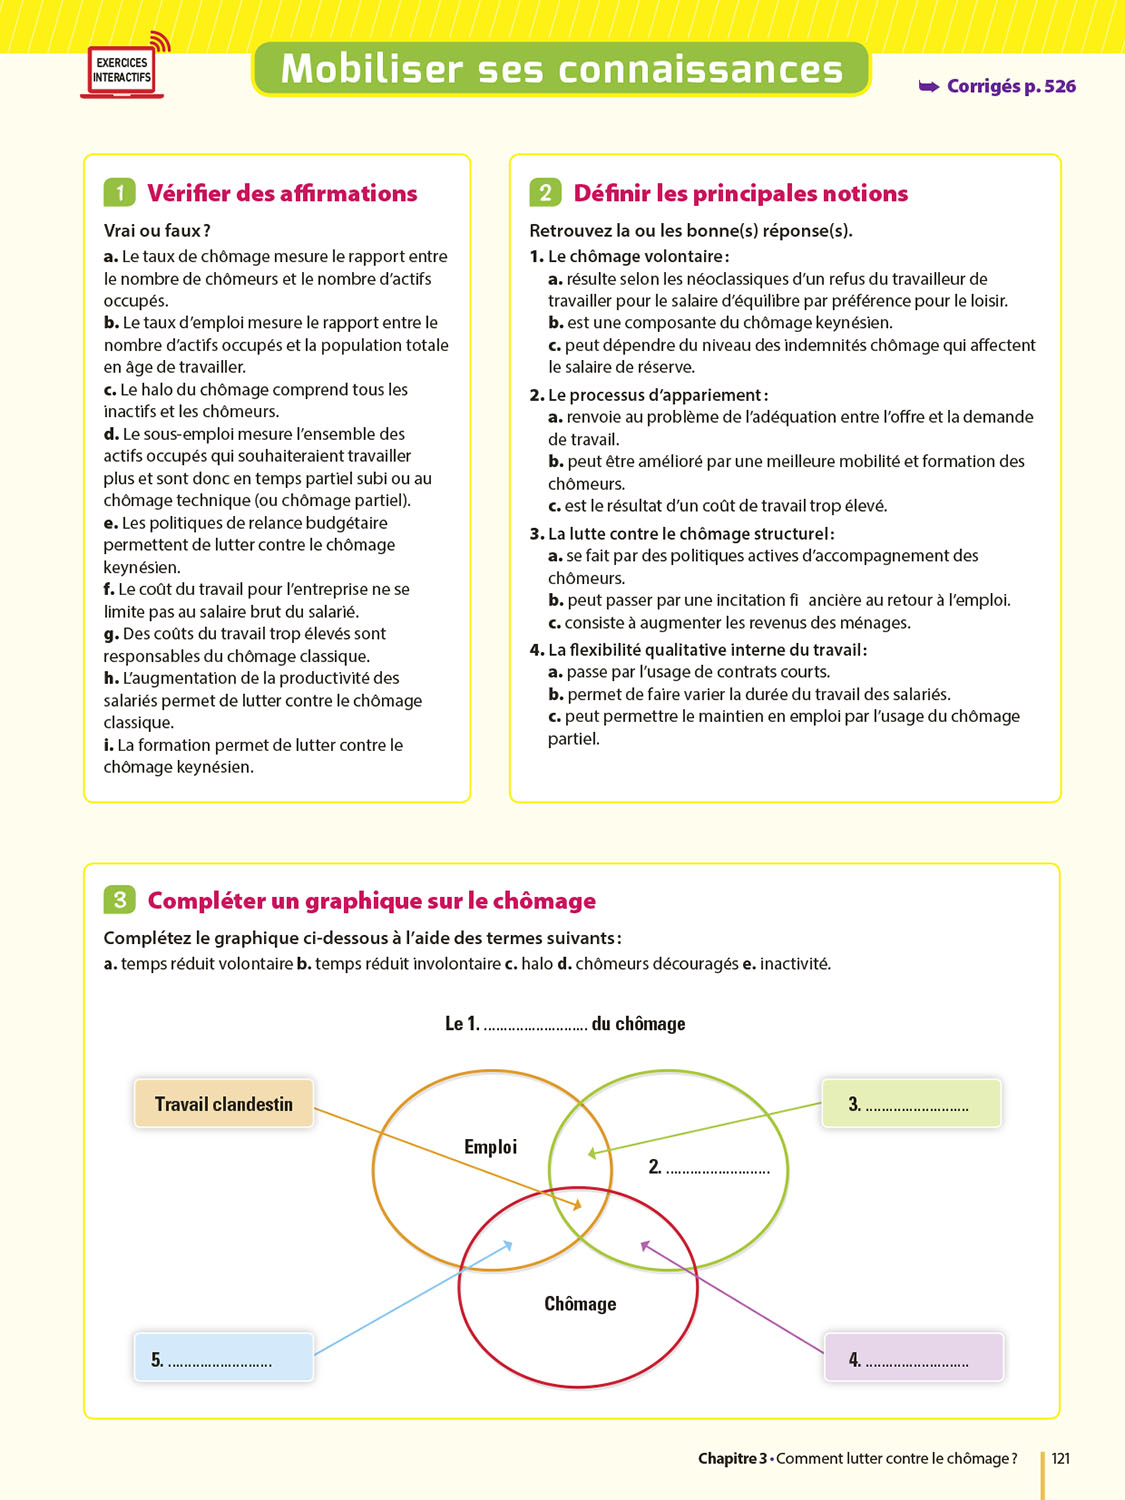 EXERCICES
INTERACTIFS
Mobiliser ses connaissances
➥ Corrigés p. 526
1 Vérifier des affirmations
Vrai ou faux ?
a. Le taux de chômage mesure le rapport entre
le nombre de chômeurs et le nombre d'actifs
occupés.
b. Le taux d'emploi mesure le rapport entre le
nombre d'actifs occupés et la population totale
en âge de travailler.
c. Le halo du chômage comprend tous les
inactifs et les chômeurs.
d. Le sous-emploi mesure l'ensemble des
actifs occupés qui souhaiteraient travailler
plus et sont donc en temps partiel subi ou au
chômage technique (ou chômage partiel).
e. Les politiques de relance budgétaire
permettent de lutter contre le chômage
keynésien.
f. Le coût du travail pour l'entreprise ne se
limite pas au salaire brut du salarié.
g. Des coûts du travail trop élevés sont
responsables du chômage classique.
h. L'augmentation de la productivité des
salariés permet de lutter contre le chômage
classique.
i. La formation permet de lutter contre le
chômage keynésien.
2 Définir les principales notions
Retrouvez la ou les bonne(s) réponse(s).
1. Le chômage volontaire :
a. résulte selon les néoclassiques d'un refus du travailleur de
travailler pour le salaire d'équilibre par préférence pour le loisir.
b. est une composante du chômage keynésien.
c. peut dépendre du niveau des indemnités chômage qui affectent
le salaire de réserve.
2. Le processus d'appariement :
a. renvoie au problème de l'adéquation entre l'offre et la demande
de travail.
b. peut être amélioré par une meilleure mobilité et formation des
chômeurs.
c. est le résultat d'un coût de travail trop élevé.
3. La lutte contre le chômage structurel :
a. se fait par des politiques actives d'accompagnement des
chômeurs.
b. peut passer par une incitation fi ancière au retour à l'emploi.
c. consiste à augmenter les revenus des ménages.
4. La flexibilité qualitative interne du travail :
a. passe par l'usage de contrats courts.
b. permet de faire varier la durée du travail des salariés.
c. peut permettre le maintien en emploi par l'usage du chômage
partiel.
3 Compléter un graphique sur le chômage
Complétez le graphique ci-dessous à l'aide des termes suivants :
a. temps réduit volontaire b. temps réduit involontaire c. halo d. chômeurs découragés e. inactivité.
Le 1. .......................... du chômage
Travail clandestin
3. ..........................
Emploi
2. ..........................
Chômage
5. ..........................
4. ..........................
Chapitre 3 • Comment lutter contre le chômage ? 121